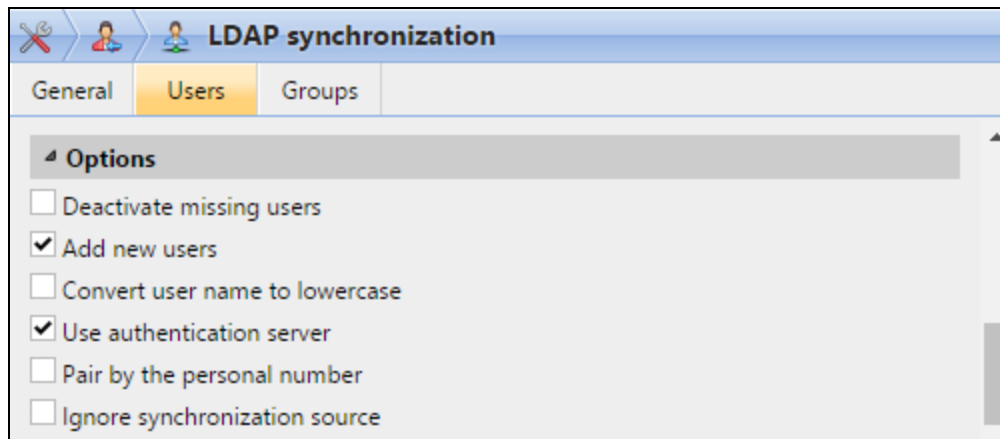 LDAP synchronization
General Users Groups
Options
Deactivate missing users
Add new users
Convert user name to lowercase
Use authentication server
Pair by the personal number
Ignore synchronization source